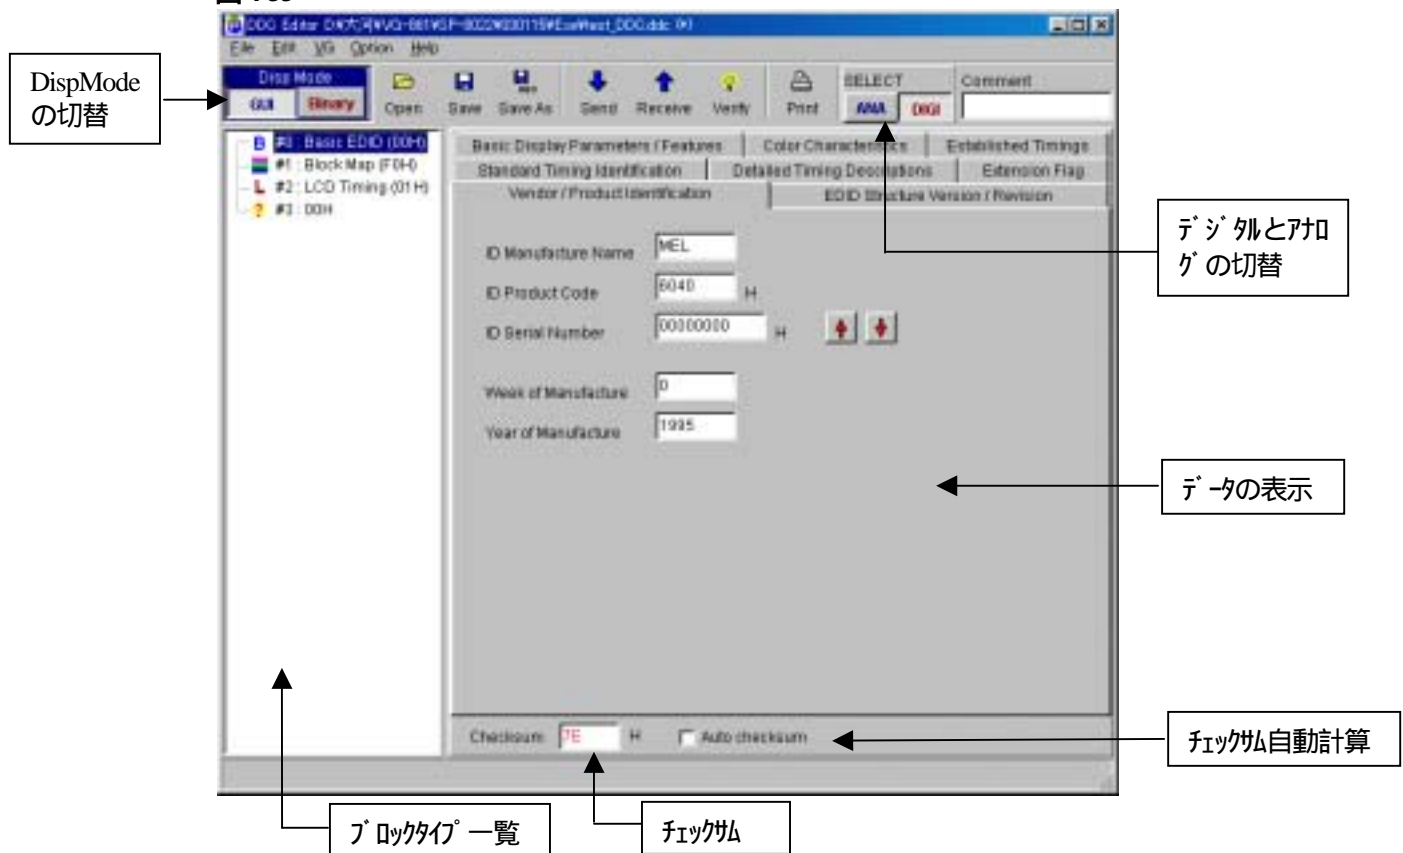 DDC Editor
File Edit VG Option Help
Disp Mode
GUI Binary
Open Save Save As Send Receive Verify Print
SELECT
ANA DIGI
Comment
DispMode
の切替
#0 : Basic EDID (00H)
#1 : Block Map (F0H)
#2 : LCD Timing (01H)
#3 : 00H
Basic Display Parameters / Features Color Characteristics Established Timings
Standard Timing Identification Detailed Timing Descriptions Extension Flag
Vendor / Product Identification EDID Structure Version / Revision
ID Manufacture Name MEL
ID Product Code 6040 H
ID Serial Number 00000000 H
Week of Manufacture 0
Year of Manufacture 1995
ﾃﾞｼﾞﾀﾙとｱﾅﾛ
ｸﾞの切替
ﾃﾞｰﾀの表示
Checksum 7E H Auto checksum
ﾁｪｯｸｻﾑ自動計算
ﾌﾞﾛｯｸﾀｲﾌﾟ一覧
ﾁｪｯｸｻﾑ